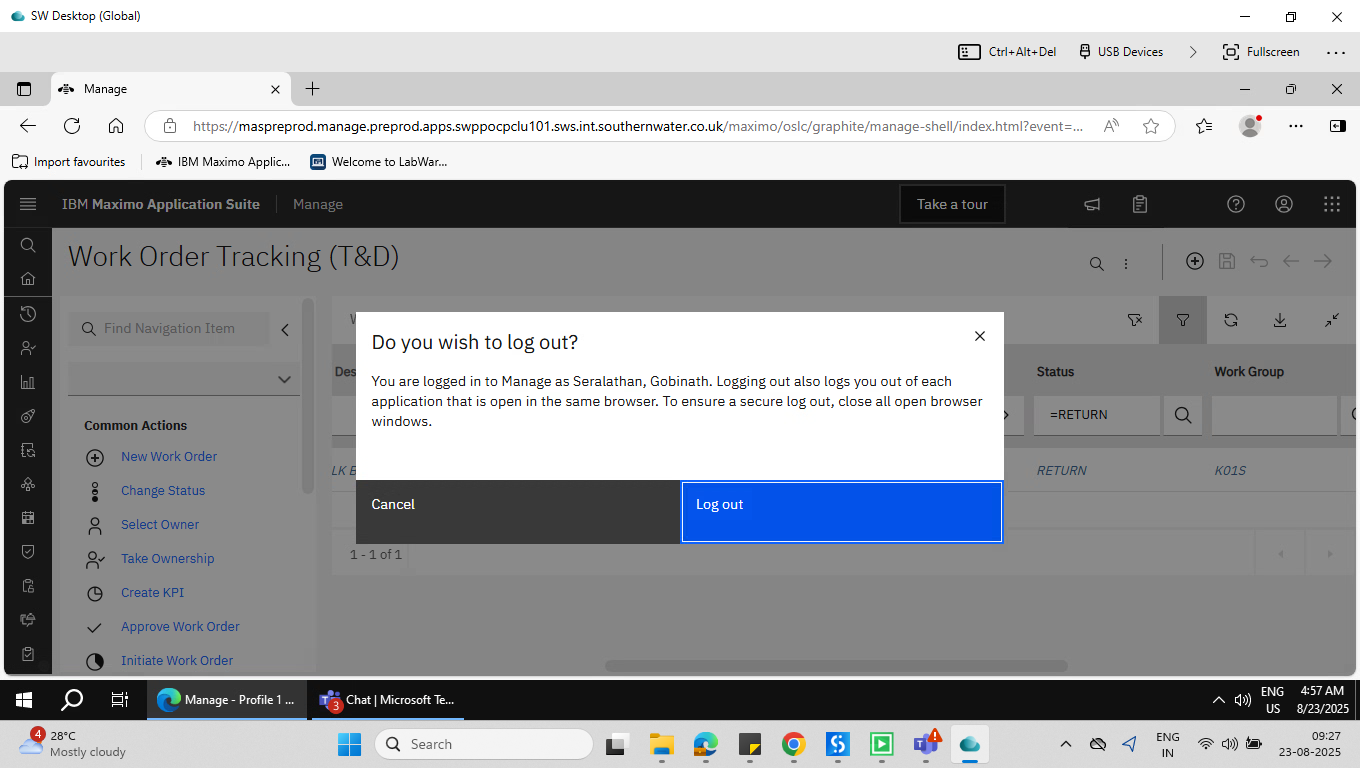 SW Desktop (Global)
Ctrl+Alt+Del
USB Devices
Fullscreen
Manage
https://maspreprod.manage.preprod.apps.swppocpclu101.sws.int.southernwater.co.uk/maximo/oslc/graphite/manage-shell/index.html?event=...
Import favourites
IBM Maximo Applic...
Welcome to LabWar...
IBM Maximo Application Suite
Manage
Take a tour
Work Order Tracking (T&D)
Find Navigation Item
Common Actions
New Work Order
Change Status
Select Owner
Take Ownership
Create KPI
Approve Work Order
Initiate Work Order
W
Des
Status
Work Group
=RETURN
LK E
RETURN
K01S
1 - 1 of 1
Do you wish to log out?
You are logged in to Manage as Seralathan, Gobinath. Logging out also logs you out of each
application that is open in the same browser. To ensure a secure log out, close all open browser
windows.
Cancel
Log out
Manage - Profile 1 ...
3
Chat | Microsoft Te...
ENG
US
4:57 AM
8/23/2025
4
28°C
Mostly cloudy
Search
ENG
IN
09:27
23-08-2025